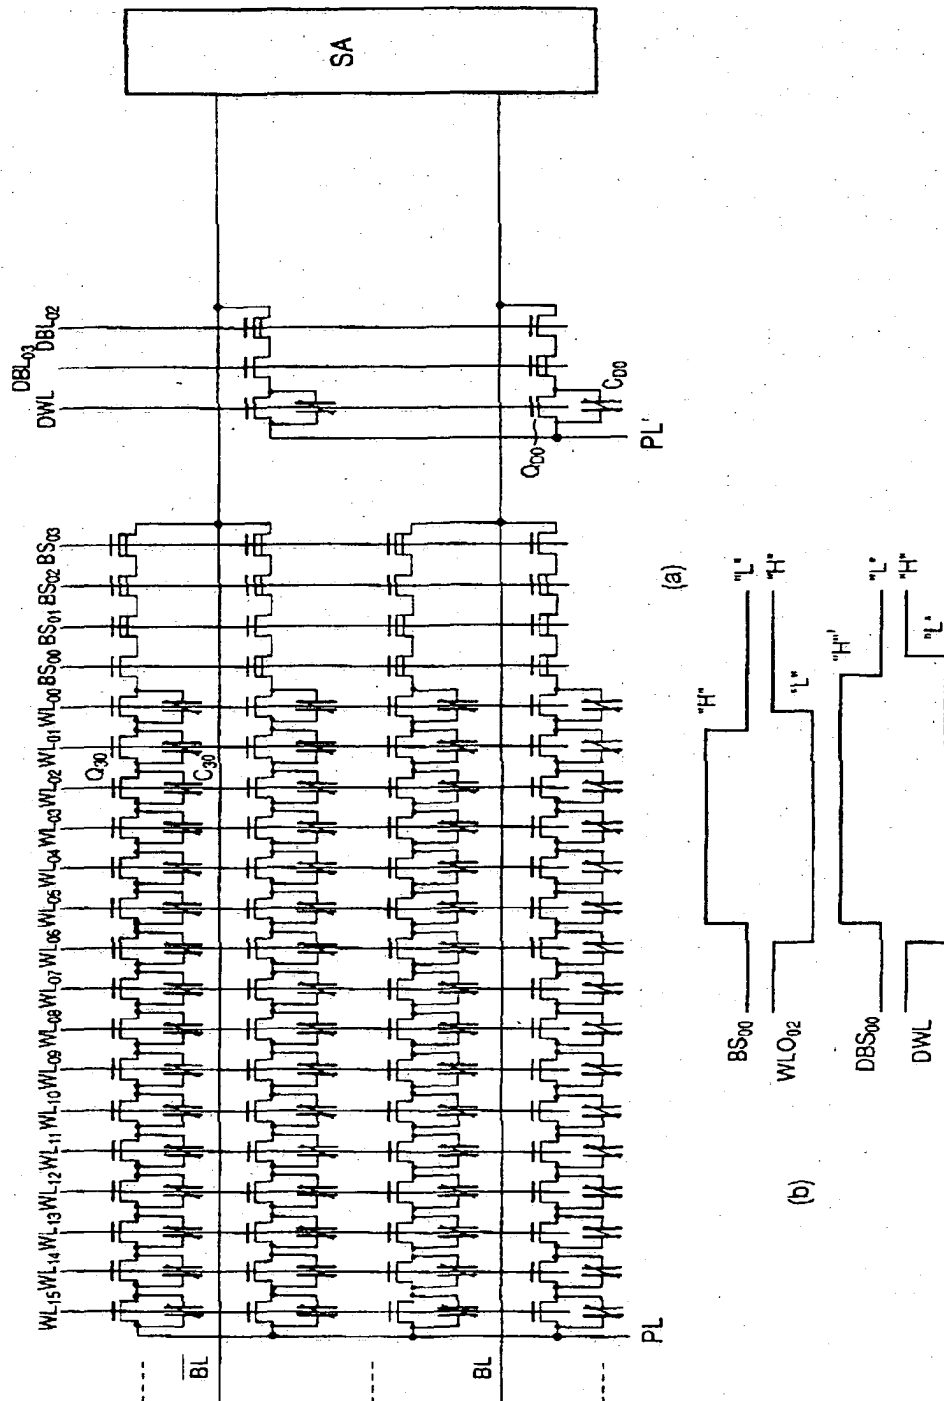 SA
DBL03
DBL02
DWL
CD0
QD0
PL'
BS03
BS02
BS01
BS00
WL00
WL01
WL02
WL03
WL04
WL05
WL06
WL07
WL08
WL09
WL10
WL11
WL12
WL13
WL14
WL15
Q30
C30
BL
BL
PL
(a)
BS00 "H" "L"
WLO02 "L" "H"
DBS00 "H"' "L"
DWL "L" "H"
(b)